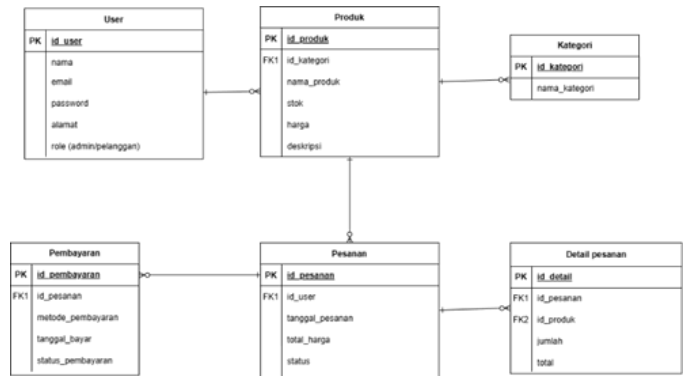 User
PK id_user
nama
email
password
alamat
role (admin/pelanggan)
Produk
PK id_produk
FK1 id_kategori
nama_produk
stok
harga
deskripsi
Kategori
PK id_kategori
nama_kategori
Pembayaran
PK id_pembayaran
FK1 id_pesanan
metode_pembayaran
tanggal_bayar
status_pembayaran
Pesanan
PK id_pesanan
FK1 id_user
tanggal_pesanan
total_harga
status
Detail pesanan
PK id_detail
FK1 id_pesanan
FK2 id_produk
jumlah
total